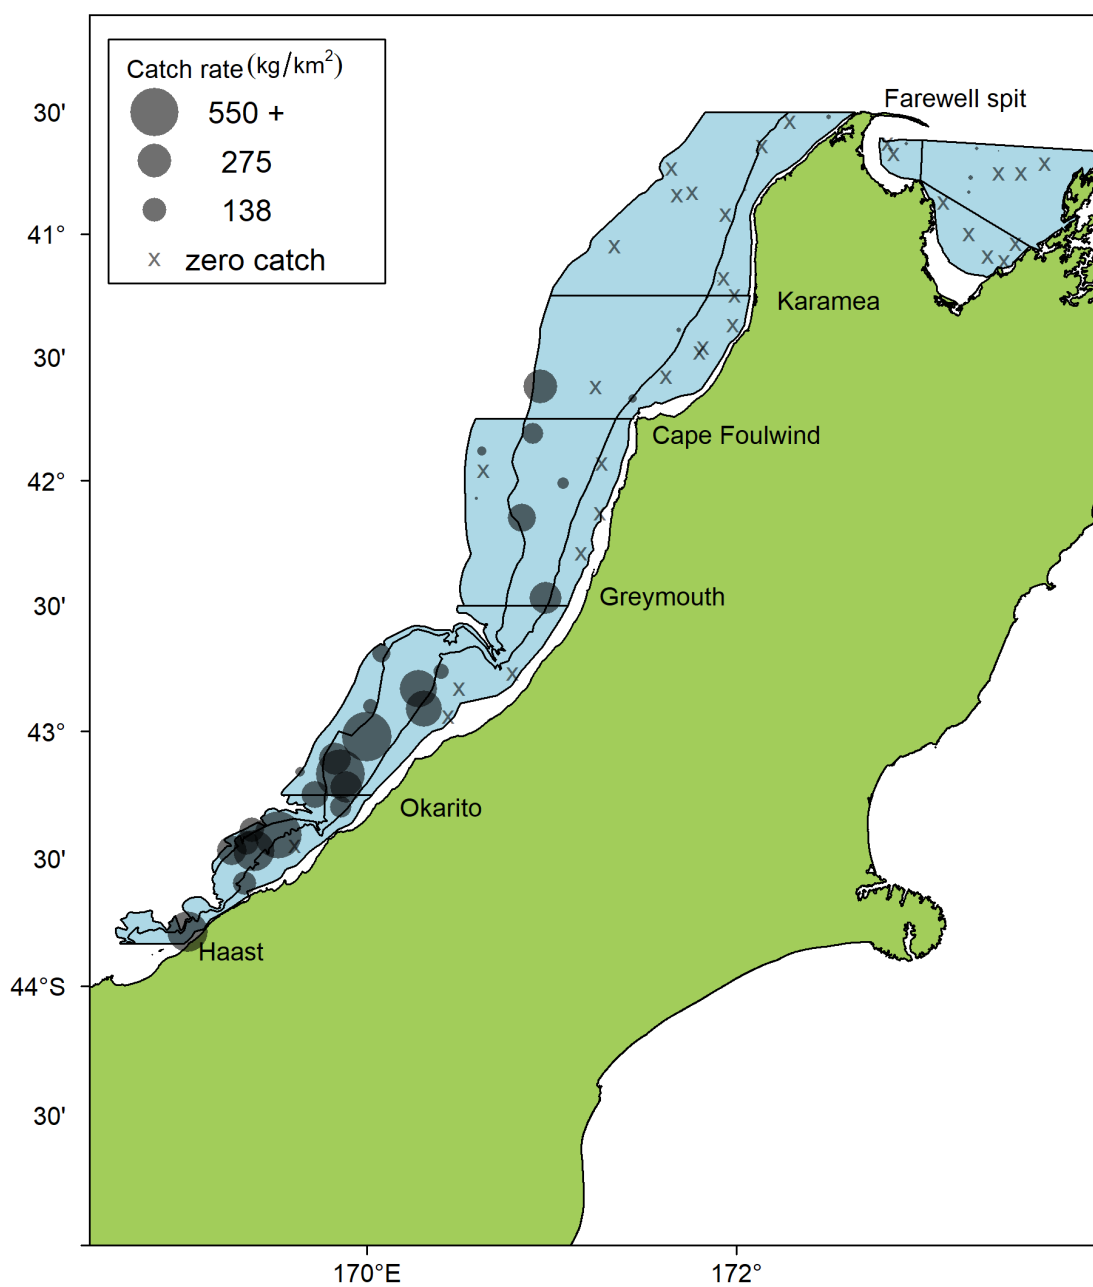 Catch rate (kg/km²)
550 +
275
138
x zero catch
Farewell spit
Karamea
Cape Foulwind
Greymouth
Okarito
Haast
30'
41°
30'
42°
30'
43°
30'
44°S
30'
170°E 172°